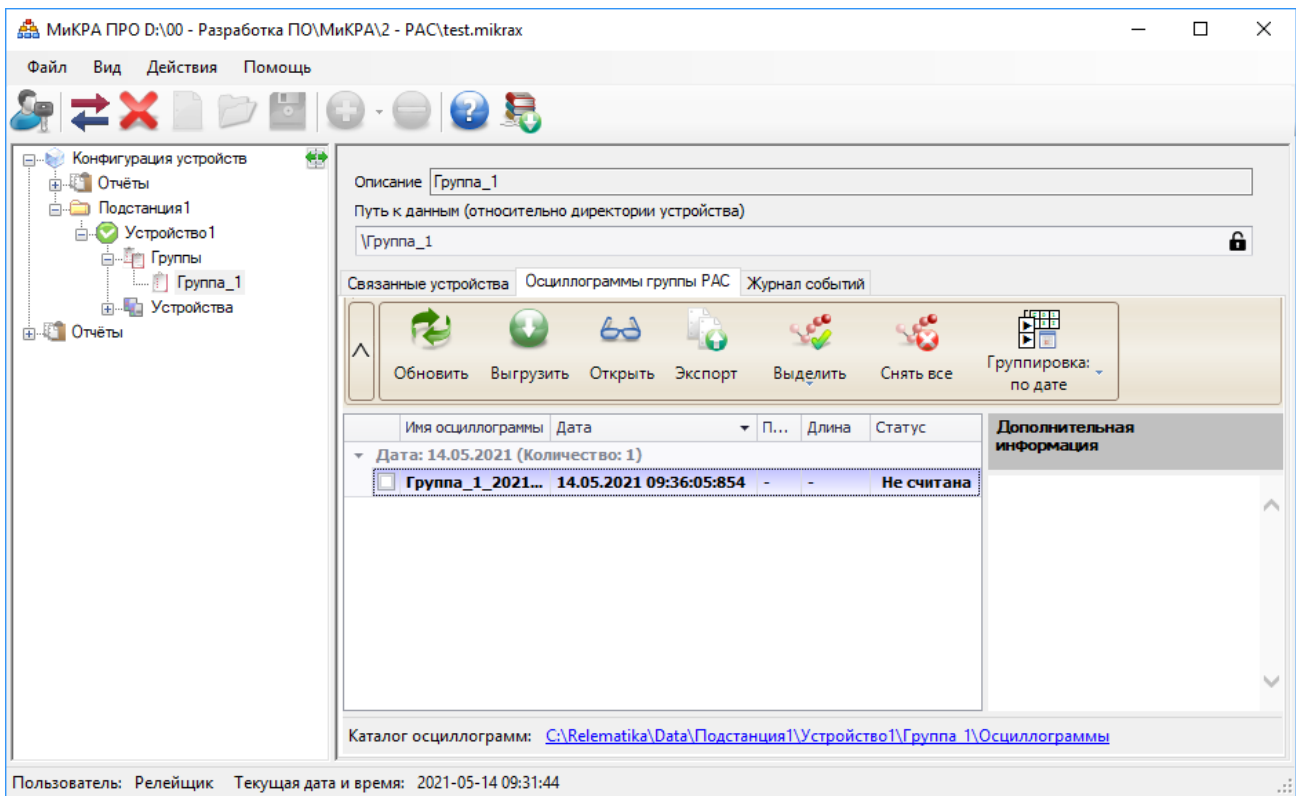 МиКРА ПРО D:\00 - Разработка ПО\МиКРА\2 - РАС\test.mikrax
Файл Вид Действия Помощь
Конфигурация устройств
Отчёты
Подстанция1
Устройство1
Группы
Группа_1
Устройства
Отчёты
Описание Группа_1
Путь к данным (относительно директории устройства)
\Группа_1
Связанные устройства Осциллограммы группы РАС Журнал событий
Обновить Выгрузить Открыть Экспорт Выделить Снять все Группировка: по дате
Имя осциллограммы Дата П... Длина Статус
Дата: 14.05.2021 (Количество: 1)
Группа_1_2021... 14.05.2021 09:36:05:854 - - Не считана
Дополнительная
информация
Каталог осциллограмм: C:\Relematika\Data\Подстанция1\Устройство1\Группа_1\Осциллограммы
Пользователь: Релейщик Текущая дата и время: 2021-05-14 09:31:44